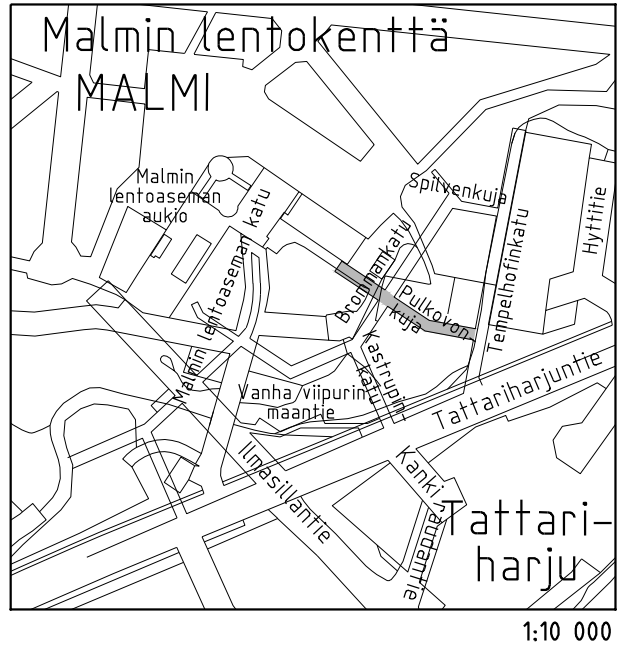 Malmin lentokenttä
MALMI
Malmin
lentoaseman
aukio
Malmin lentoaseman katu
Spilvenkuja
Brommankatu
Pulkovon
kuja
Tempelhofinkatu
Hyttitie
Kastrupin
katu
Vanha viipurin
maantie
Tattariharjuntie
Ilmasillantie
Kanki
Tattari-
harju
1:10 000